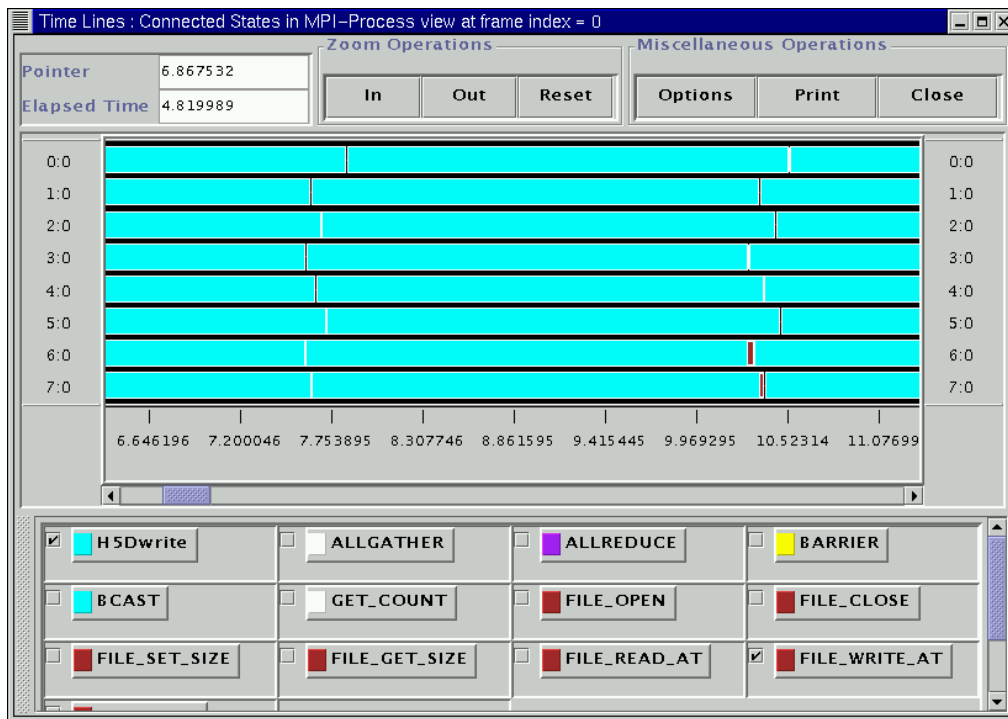 Time Lines : Connected States in MPI-Process view at frame index = 0
Zoom Operations
Miscellaneous Operations
Pointer 6.867532
Elapsed Time 4.819989
In Out Reset Options Print Close
0:0 0:0
1:0 1:0
2:0 2:0
3:0 3:0
4:0 4:0
5:0 5:0
6:0 6:0
7:0 7:0
6.646196 7.200046 7.753895 8.307746 8.861595 9.415445 9.969295 10.52314 11.07699
H5Dwrite ALLGATHER ALLREDUCE BARRIER
BCAST GET_COUNT FILE_OPEN FILE_CLOSE
FILE_SET_SIZE FILE_GET_SIZE FILE_READ_AT FILE_WRITE_AT